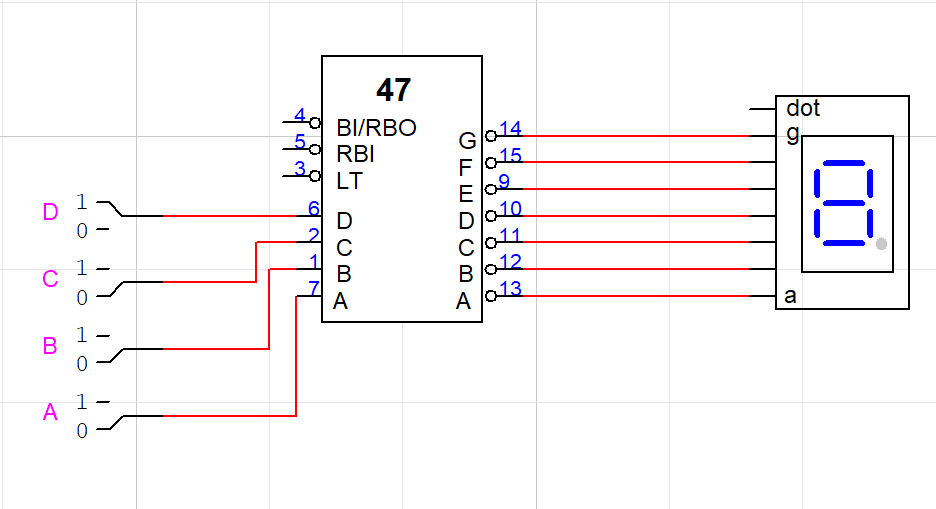 47
4 BI/RBO
5 RBI
3 LT
6 D
2 C
1 B
7 A
G 14
F 15
E 9
D 10
C 11
B 12
A 13
dot
g
a
D 1
0
C 1
0
B 1
0
A 1
0